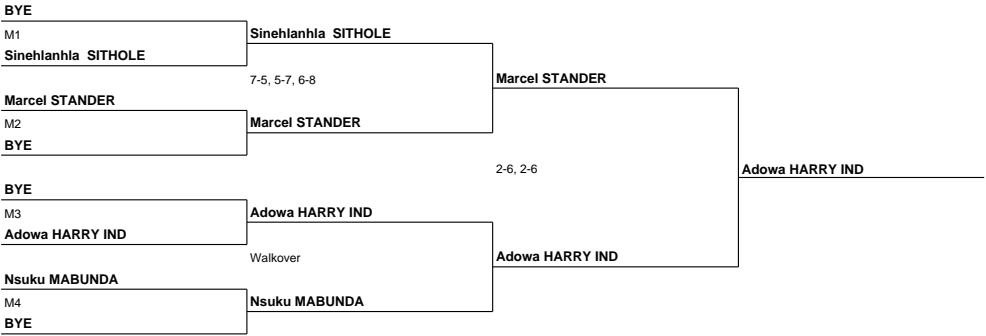 BYE
M1
Sinehlanhla  SITHOLE
Sinehlanhla  SITHOLE
7-5, 5-7, 6-8
Marcel STANDER
Marcel STANDER
M2
Marcel STANDER
BYE
2-6, 2-6
Adowa HARRY IND
BYE
M3
Adowa HARRY IND
Adowa HARRY IND
Walkover
Adowa HARRY IND
Nsuku MABUNDA
M4
Nsuku MABUNDA
BYE